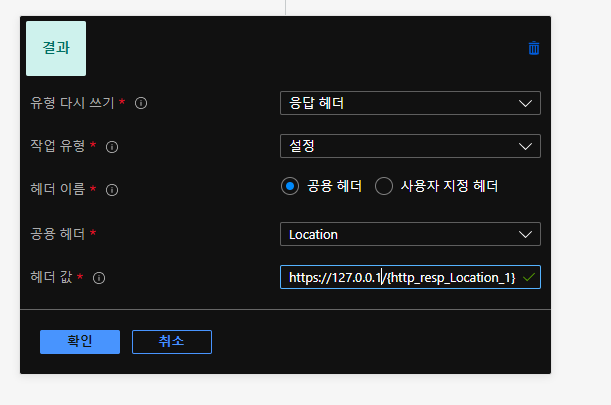 결과
유형 다시 쓰기 * 응답 헤더
작업 유형 * 설정
헤더 이름 * 공용 헤더 사용자 지정 헤더
공용 헤더 * Location
헤더 값 * https://127.0.0.1/{http_resp_Location_1}
확인 취소